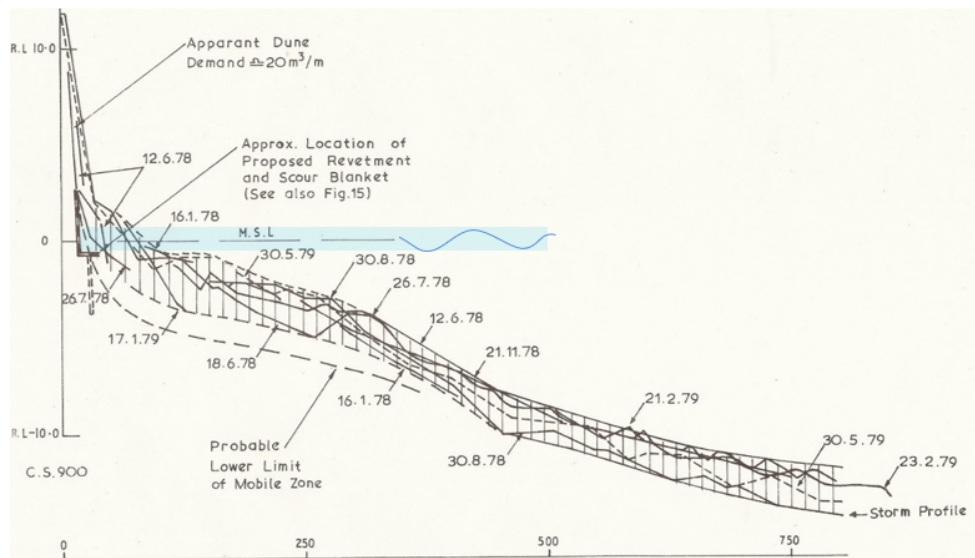 R.L 10.0
Apparant Dune
Demand ≏ 20m³/m
Approx. Location of
Proposed Revetment
and Scour Blanket
(See also Fig.15)
12.6.78
16.1.78
0
M.S.L
30.5.79
30.8.78
26.7.78
26.7.78
12.6.78
17.1.79
18.6.78
21.11.78
16.1.78
21.2.79
R.L-10.0
Probable
Lower Limit
of Mobile Zone
30.8.78
30.5.79
23.2.79
C.S.900
Storm Profile
0
250
500
750